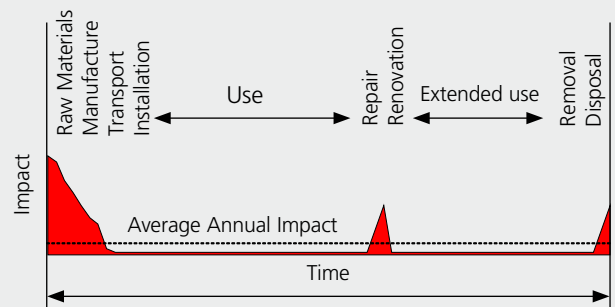 Raw Materials
Manufacture
Transport
Installation
Use
Repair
Renovation
Extended use
Removal
Disposal
Impact
Average Annual Impact
Time